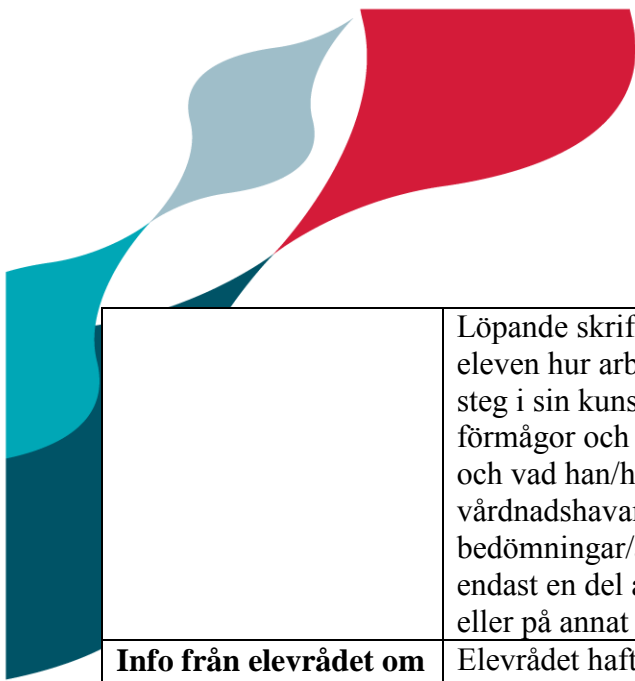 Löpande skrif
eleven hur arb
steg i sin kuns
förmågor och
och vad han/h
vårdnadshavar
bedömningar/
endast en del a
eller på annat
Info från elevrådet om
Elevrådet haft